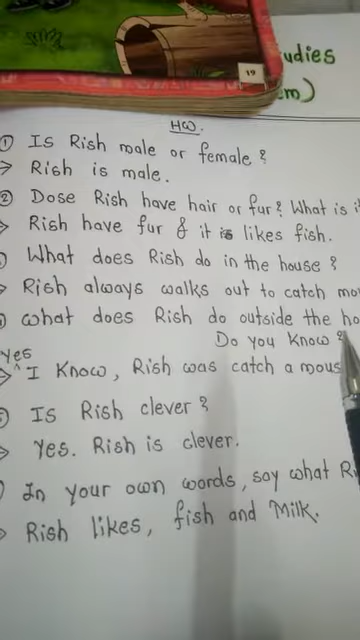 19
udies
em)
HW.
① Is Rish male or female?
> Rish is male.
② Dose Rish have hair or fur? What is i
> Rish have fur & it is likes fish.
What does Rish do in the house?
> Rish always walks out to catch mo
What does Rish do outside the ho
Do you Know?
Yes
> ^ I Know, Rish was catch a mous
Is Rish clever?
> Yes. Rish is clever.
In your own words, say what Ri
> Rish likes, fish and Milk.